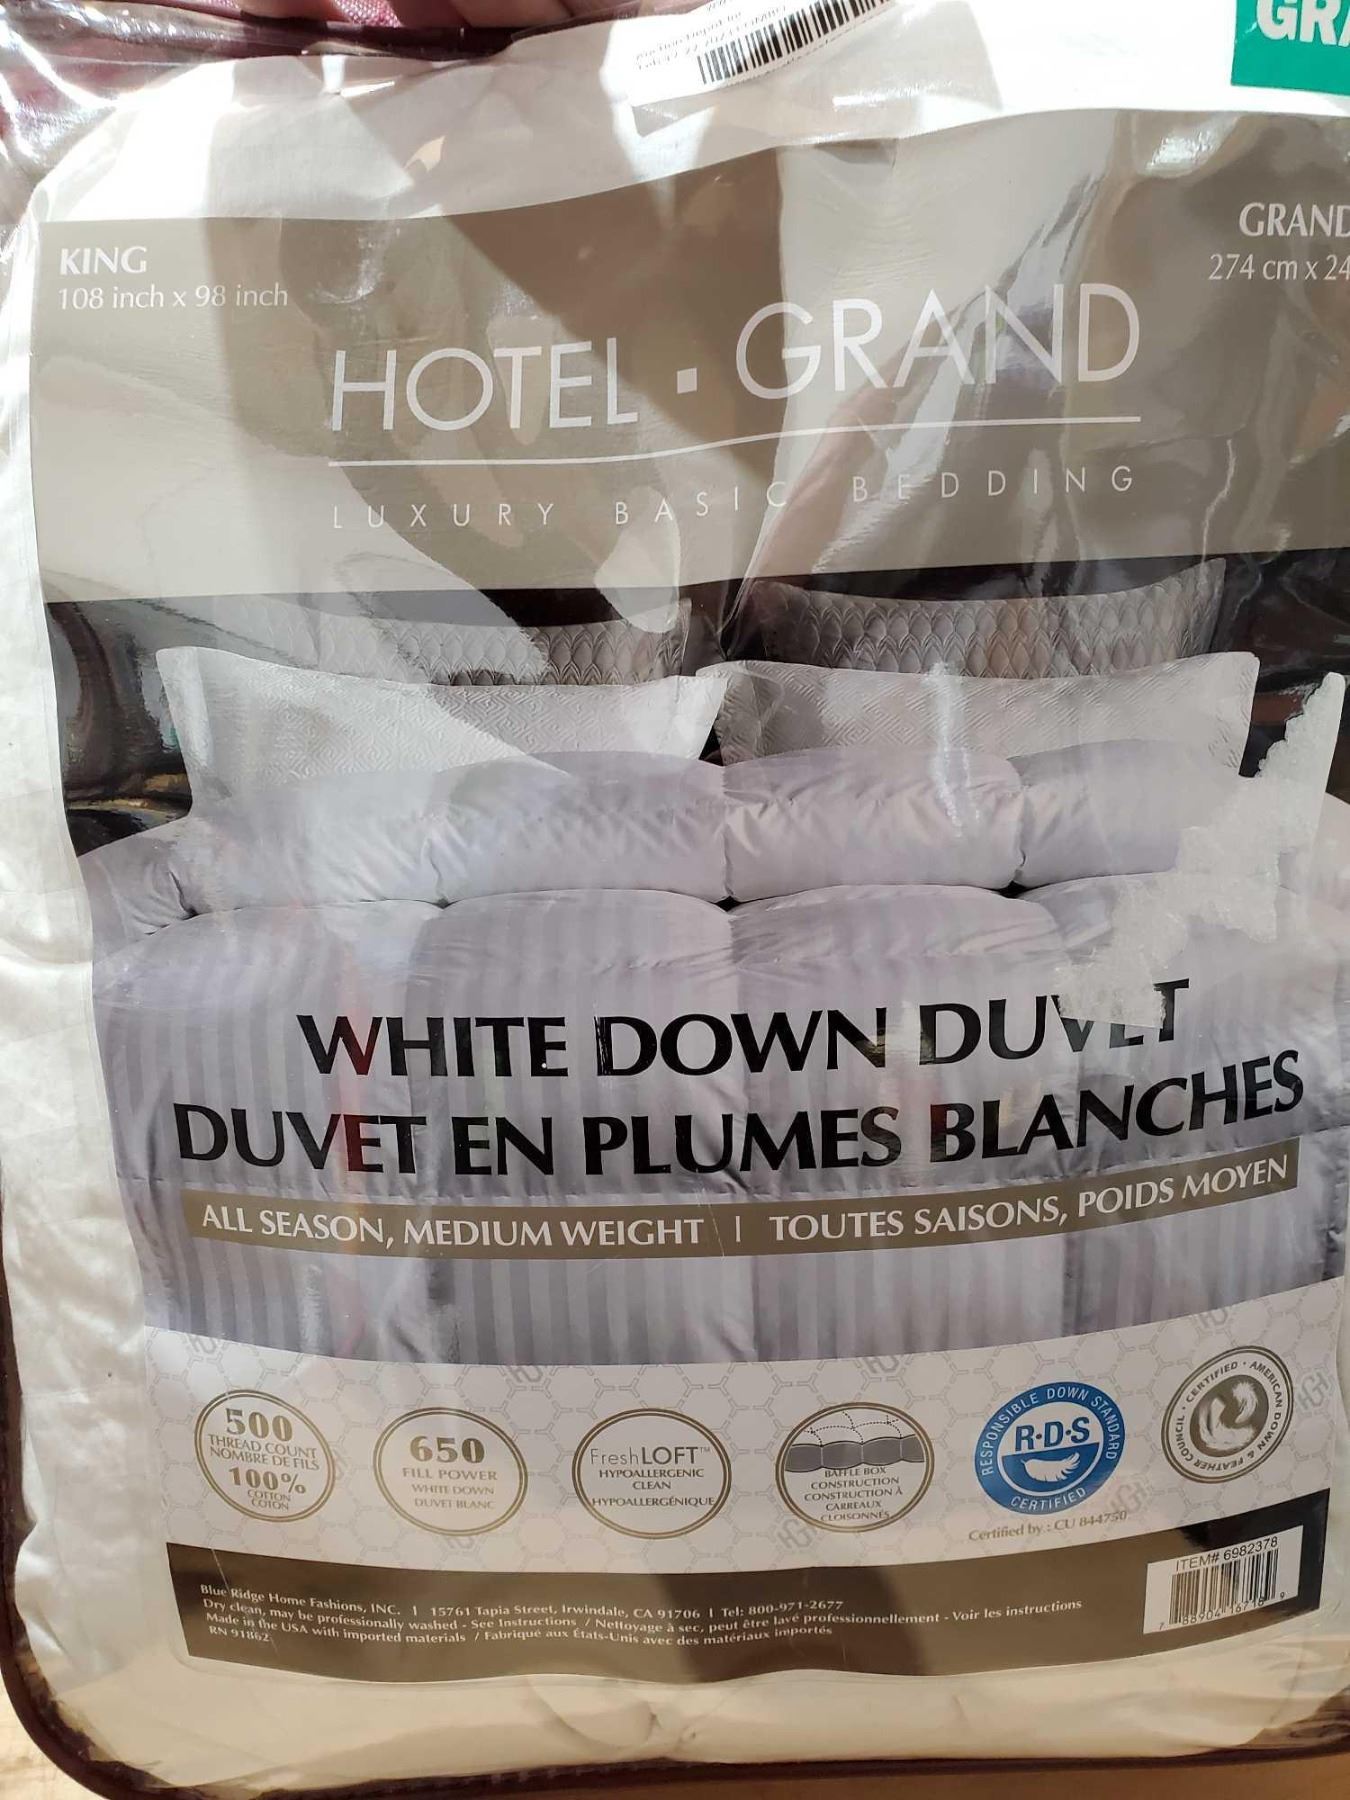 GR
KING
108 inch x 98 inch
GRAND
274 cm x 24
HOTEL ▪ GRAND
LUXURY BASIC BEDDING
WHITE DOWN DUVET
DUVET EN PLUMES BLANCHES
ALL SEASON, MEDIUM WEIGHT | TOUTES SAISONS, POIDS MOYEN
500
THREAD COUNT
NOMBRE DE FILS
100%
COTTON
COTON
650
FILL POWER
WHITE DOWN
DUVET BLANC
FreshLOFT™
HYPOALLERGENIC
CLEAN
HYPOALLERGÉNIQUE
BAFFLE BOX
CONSTRUCTION
CONSTRUCTION À
CARREAUX
CLOISONNÉS
RESPONSIBLE DOWN STANDARD
R·D·S
CERTIFIED
Certified by : CU 844750
CERTIFIED · AMERICAN DOWN & FEATHER COUNCIL ·
ITEM# 6982378
Blue Ridge Home Fashions, INC. | 15761 Tapia Street, Irwindale, CA 91706 | Tel: 800-971-2677
Dry clean, may be professionally washed - See Instructions / Nettoyage à sec, peut être lavé professionnellement - Voir les instructions
Made in the USA with imported materials / Fabriqué aux États-Unis avec des matériaux importés
RN 91862